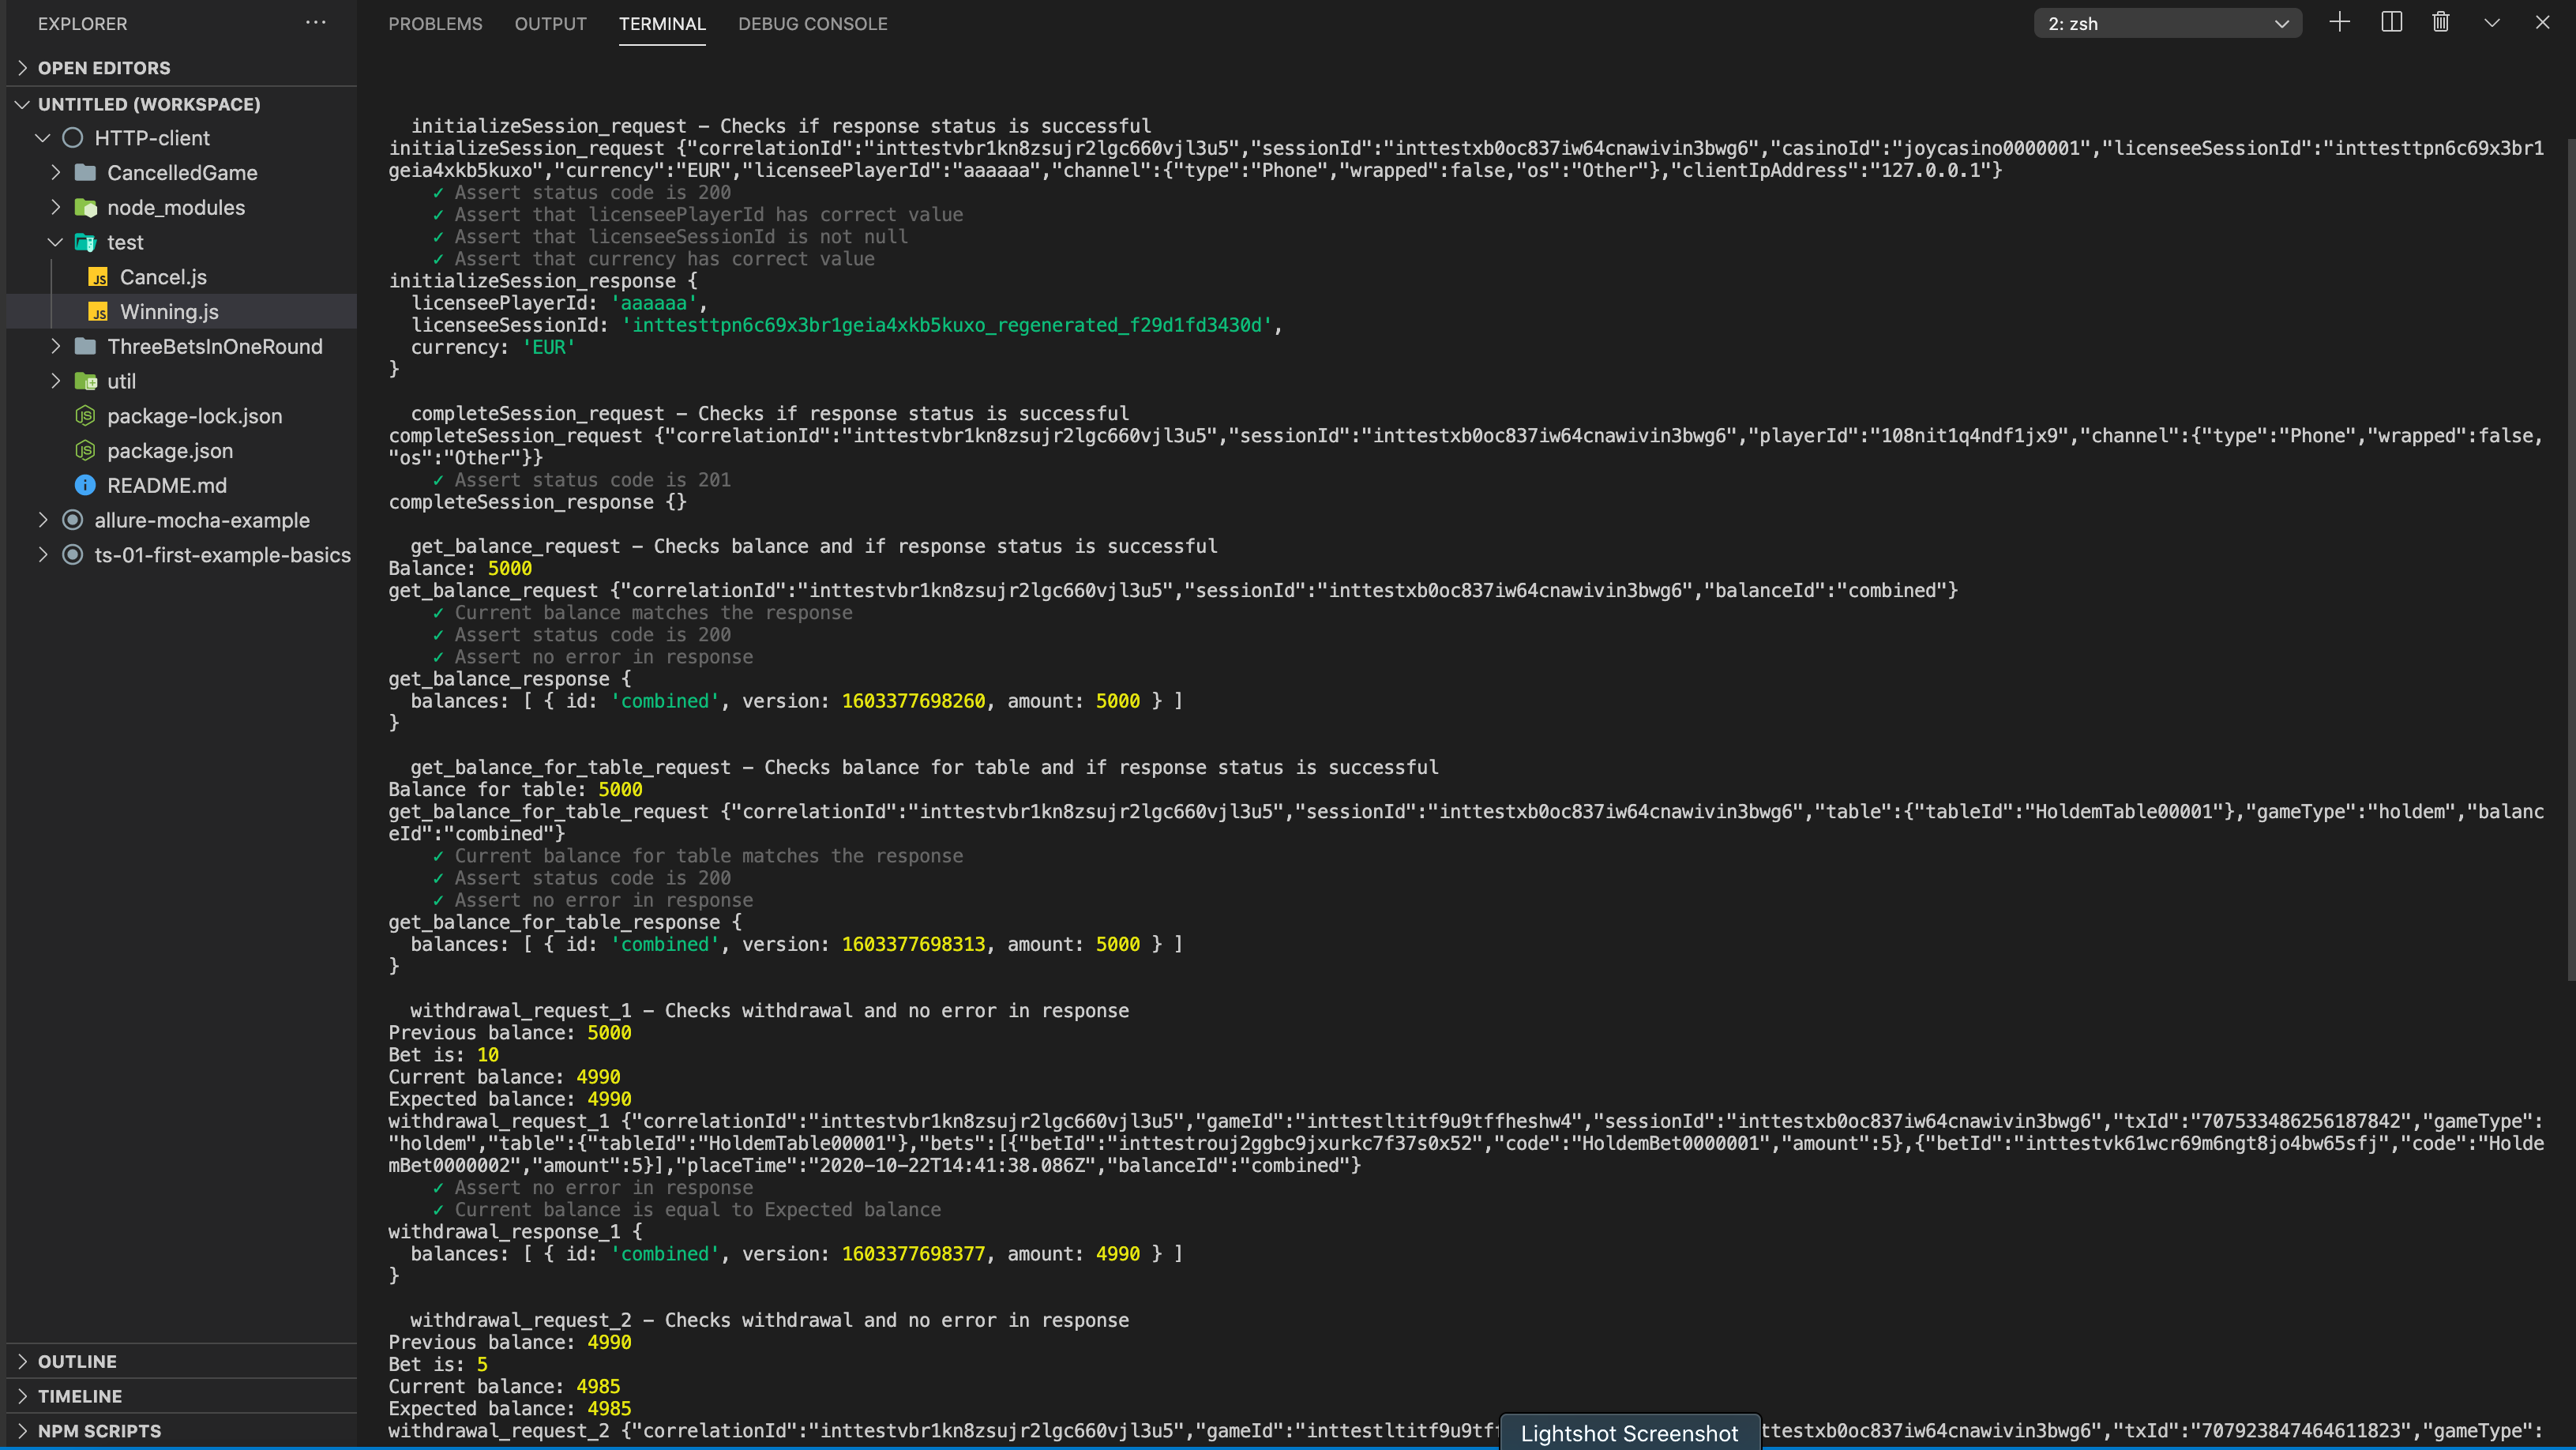 EXPLORER
OPEN EDITORS
UNTITLED (WORKSPACE)
HTTP-client
CancelledGame
node_modules
test
Cancel.js
Winning.js
ThreeBetsInOneRound
util
package-lock.json
package.json
README.md
allure-mocha-example
ts-01-first-example-basics
OUTLINE
TIMELINE
NPM SCRIPTS
PROBLEMS OUTPUT TERMINAL DEBUG CONSOLE
2: zsh
initializeSession_request – Checks if response status is successful
initializeSession_request {"correlationId":"inttestvbr1kn8zsujr2lgc660vjl3u5","sessionId":"inttestxb0oc837iw64cnawivin3bwg6","casinoId":"joycasino0000001","licenseeSessionId":"inttesttpn6c69x3br1
geia4xkb5kuxo","currency":"EUR","licenseePlayerId":"aaaaaa","channel":{"type":"Phone","wrapped":false,"os":"Other"},"clientIpAddress":"127.0.0.1"}
✓ Assert status code is 200
✓ Assert that licenseePlayerId has correct value
✓ Assert that licenseeSessionId is not null
✓ Assert that currency has correct value
initializeSession_response {
licenseePlayerId: 'aaaaaa',
licenseeSessionId: 'inttesttpn6c69x3br1geia4xkb5kuxo_regenerated_f29d1fd3430d',
currency: 'EUR'
}
completeSession_request – Checks if response status is successful
completeSession_request {"correlationId":"inttestvbr1kn8zsujr2lgc660vjl3u5","sessionId":"inttestxb0oc837iw64cnawivin3bwg6","playerId":"108nit1q4ndf1jx9","channel":{"type":"Phone","wrapped":false,
"os":"Other"}}
✓ Assert status code is 201
completeSession_response {}
get_balance_request – Checks balance and if response status is successful
Balance: 5000
get_balance_request {"correlationId":"inttestvbr1kn8zsujr2lgc660vjl3u5","sessionId":"inttestxb0oc837iw64cnawivin3bwg6","balanceId":"combined"}
✓ Current balance matches the response
✓ Assert status code is 200
✓ Assert no error in response
get_balance_response {
balances: [ { id: 'combined', version: 1603377698260, amount: 5000 } ]
}
get_balance_for_table_request – Checks balance for table and if response status is successful
Balance for table: 5000
get_balance_for_table_request {"correlationId":"inttestvbr1kn8zsujr2lgc660vjl3u5","sessionId":"inttestxb0oc837iw64cnawivin3bwg6","table":{"tableId":"HoldemTable00001"},"gameType":"holdem","balanc
eId":"combined"}
✓ Current balance for table matches the response
✓ Assert status code is 200
✓ Assert no error in response
get_balance_for_table_response {
balances: [ { id: 'combined', version: 1603377698313, amount: 5000 } ]
}
withdrawal_request_1 – Checks withdrawal and no error in response
Previous balance: 5000
Bet is: 10
Current balance: 4990
Expected balance: 4990
withdrawal_request_1 {"correlationId":"inttestvbr1kn8zsujr2lgc660vjl3u5","gameId":"inttestltitf9u9tffheshw4","sessionId":"inttestxb0oc837iw64cnawivin3bwg6","txId":"707533486256187842","gameType":
"holdem","table":{"tableId":"HoldemTable00001"},"bets":[{"betId":"inttestrouj2ggbc9jxurkc7f37s0x52","code":"HoldemBet0000001","amount":5},{"betId":"inttestvk61wcr69m6ngt8jo4bw65sfj","code":"Holde
mBet0000002","amount":5}],"placeTime":"2020-10-22T14:41:38.086Z","balanceId":"combined"}
✓ Assert no error in response
✓ Current balance is equal to Expected balance
withdrawal_response_1 {
balances: [ { id: 'combined', version: 1603377698377, amount: 4990 } ]
}
withdrawal_request_2 – Checks withdrawal and no error in response
Previous balance: 4990
Bet is: 5
Current balance: 4985
Expected balance: 4985
withdrawal_request_2 {"correlationId":"inttestvbr1kn8zsujr2lgc660vjl3u5","gameId":"inttestltitf9u9tf ttestxb0oc837iw64cnawivin3bwg6","txId":"707923847464611823","gameType":
Lightshot Screenshot